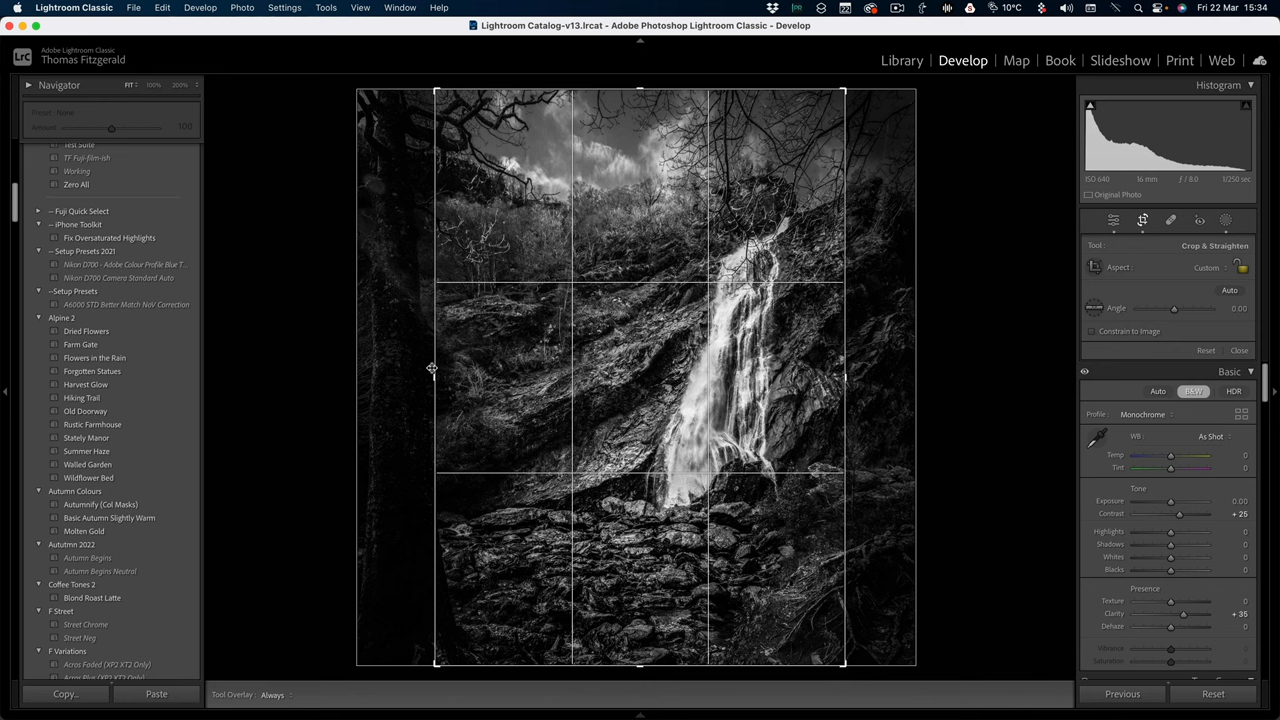 Lightroom Classic File Edit Develop Photo Settings Tools View Window Help 10°C Fri 22 Mar 15:34
Lightroom Catalog-v13.lrcat - Adobe Photoshop Lightroom Classic - Develop
LrC Adobe Lightroom Classic
Thomas Fitzgerald
Library | Develop | Map | Book | Slideshow | Print | Web
Navigator FIT 100% 200%
Preset: None
Amount 100
Test Suite
TF Fuji-film-ish
Working
Zero All
-- Fuji Quick Select
-- iPhone Toolkit
Fix Oversaturated Highlights
-- Setup Presets 2021
Nikon D700 - Adobe Colour Profile Blue T...
Nikon D700 Camera Standard Auto
--Setup Presets
A6000 STD Better Match NoV Correction
Alpine 2
Dried Flowers
Farm Gate
Flowers in the Rain
Forgotten Statues
Harvest Glow
Hiking Trail
Old Doorway
Rustic Farmhouse
Stately Manor
Summer Haze
Walled Garden
Wildflower Bed
Autumn Colours
Autumnify (Col Masks)
Basic Autumn Slightly Warm
Molten Gold
Aututmn 2022
Autumn Begins
Autumn Begins Neutral
Coffee Tones 2
Blond Roast Latte
F Street
Street Chrome
Street Neg
F Variations
Acros Faded (XP2 XT2 Only)
Copy... Paste
Tool Overlay: Always
Histogram
ISO 640 16 mm ƒ / 8.0 1/250 sec
Original Photo
Tool : Crop & Straighten
Aspect : Custom
Auto
Angle 0.00
Constrain to Image
Reset Close
Basic
Auto B&W HDR
Profile : Monochrome
WB : As Shot
Temp 0
Tint 0
Tone
Exposure 0.00
Contrast + 25
Highlights 0
Shadows 0
Whites 0
Blacks 0
Presence
Texture 0
Clarity + 35
Dehaze 0
Vibrance 0
Saturation 0
Previous Reset